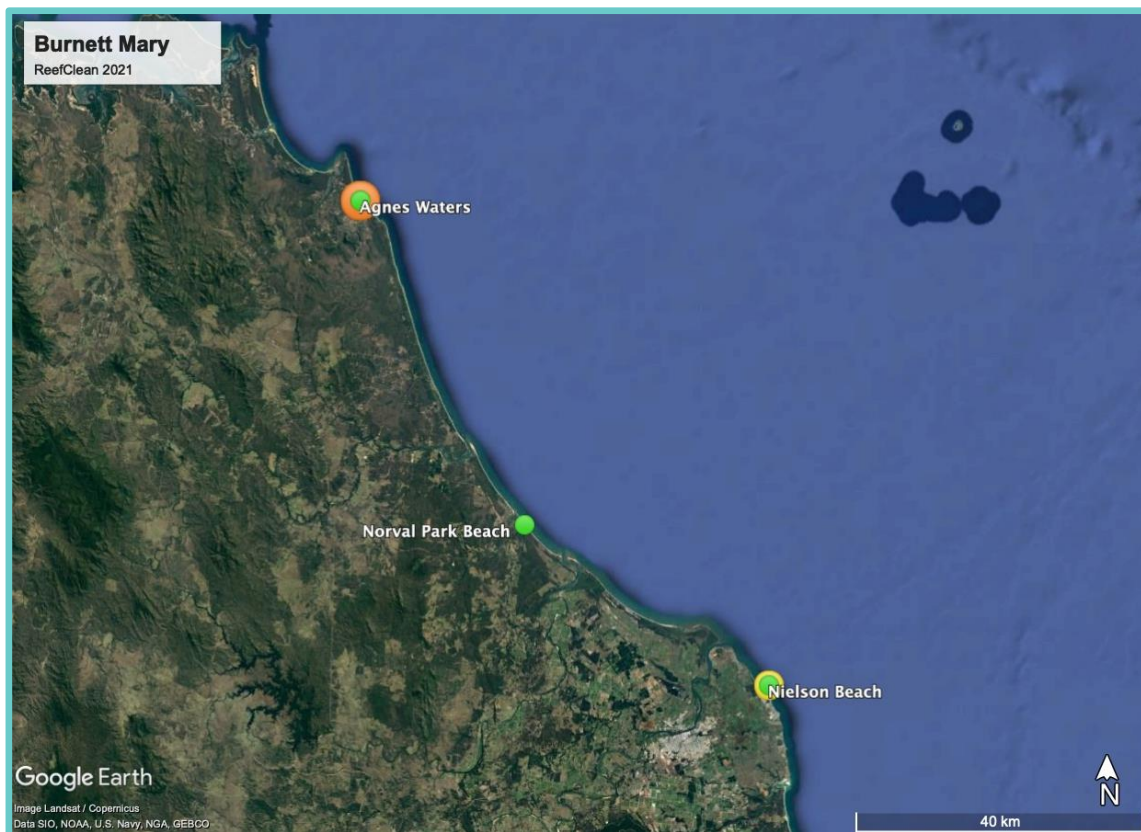 Burnett Mary
ReefClean 2021
Agnes Waters
Norval Park Beach
Nielson Beach
Google Earth
Image Landsat / Copernicus
Data SIO, NOAA, U.S. Navy, NGA, GEBCO
N
40 km